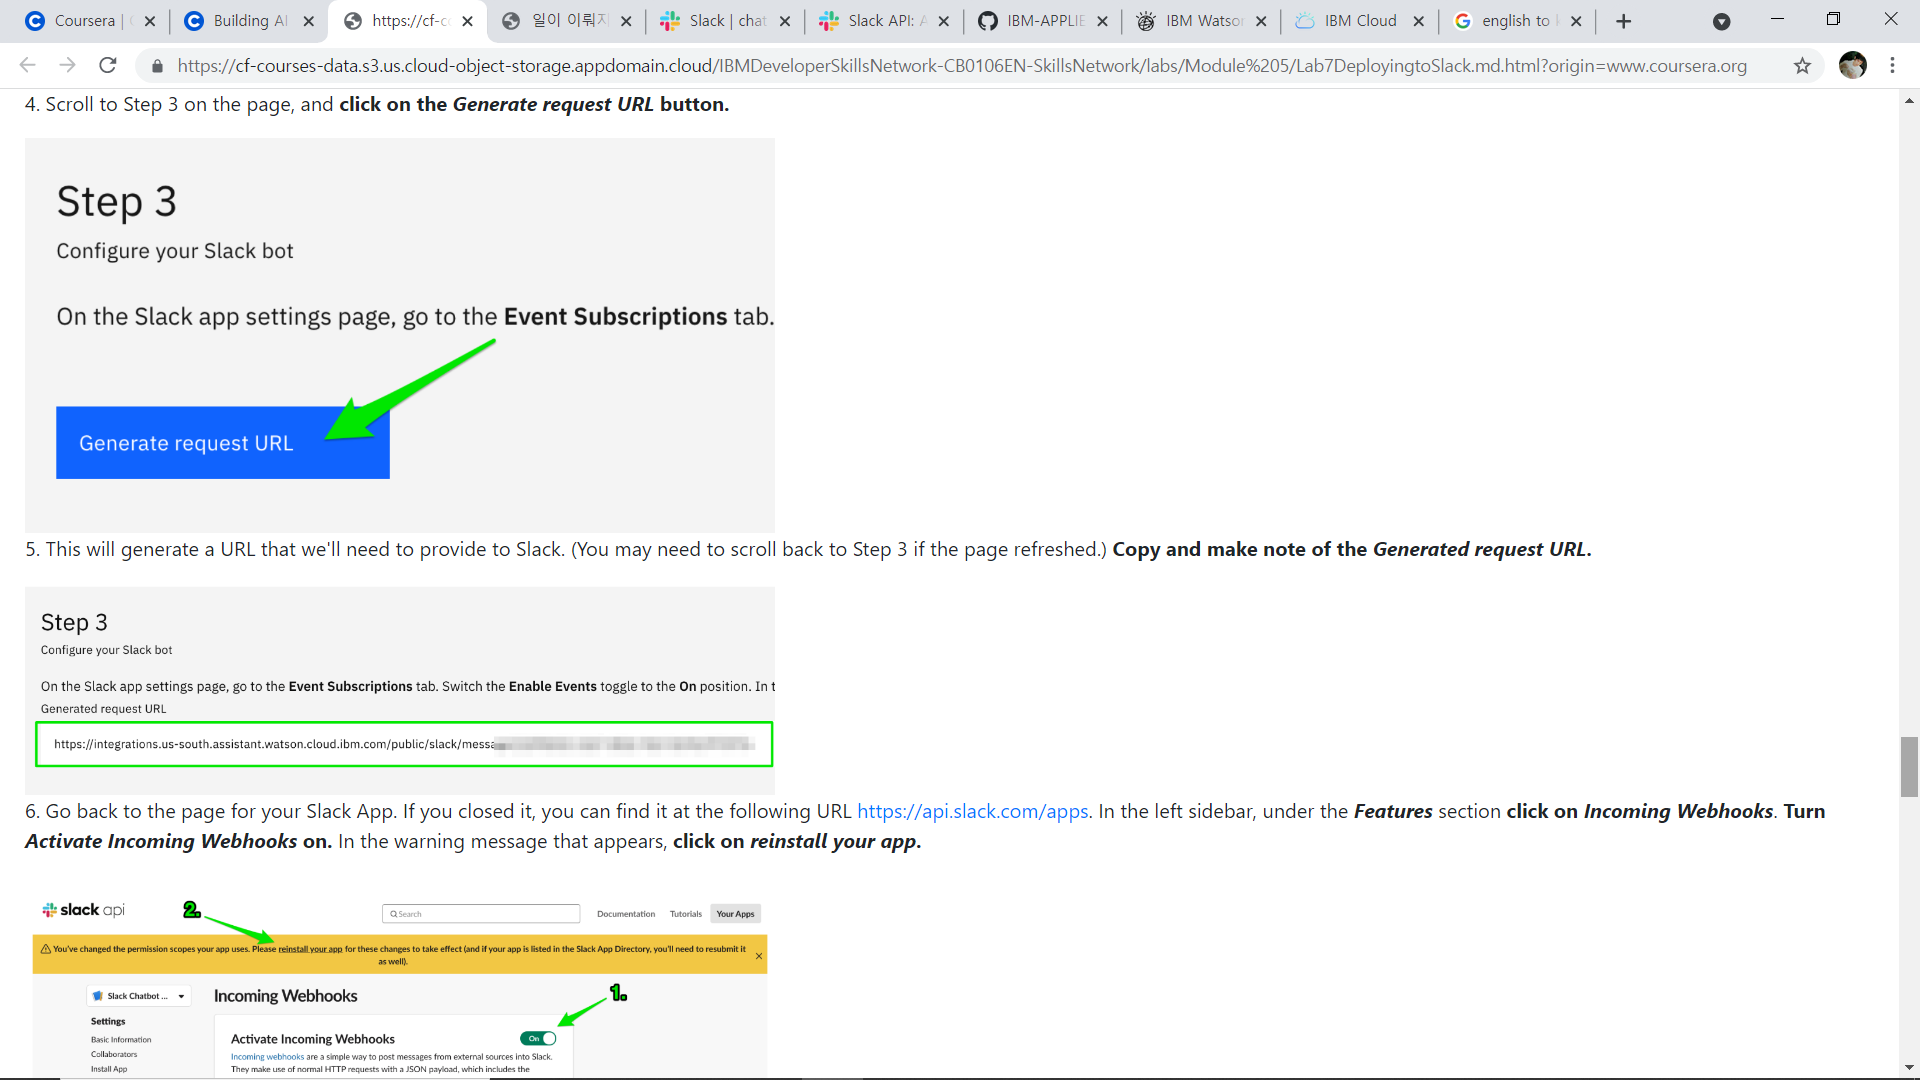 Coursera |
Building AI
https://cf-c
일이 이뤄지
Slack | chat
Slack API: A
IBM-APPLIE
IBM Watso
IBM Cloud
english to
https://cf-courses-data.s3.us.cloud-object-storage.appdomain.cloud/IBMDeveloperSkillsNetwork-CB0106EN-SkillsNetwork/labs/Module%205/Lab7DeployingtoSlack.md.html?origin=www.coursera.org
4. Scroll to Step 3 on the page, and click on the Generate request URL button.
Step 3
Configure your Slack bot
On the Slack app settings page, go to the Event Subscriptions tab.
Generate request URL
5. This will generate a URL that we'll need to provide to Slack. (You may need to scroll back to Step 3 if the page refreshed.) Copy and make note of the Generated request URL.
Step 3
Configure your Slack bot
On the Slack app settings page, go to the Event Subscriptions tab. Switch the Enable Events toggle to the On position. In t
Generated request URL
https://integrations.us-south.assistant.watson.cloud.ibm.com/public/slack/messa
6. Go back to the page for your Slack App. If you closed it, you can find it at the following URL https://api.slack.com/apps. In the left sidebar, under the Features section click on Incoming Webhooks. Turn
Activate Incoming Webhooks on. In the warning message that appears, click on reinstall your app.
slack api
2.
Search
Documentation
Tutorials
Your Apps
You've changed the permission scopes your app uses. Please reinstall your app for these changes to take effect (and if your app is listed in the Slack App Directory, you'll need to resubmit it
as well).
Slack Chatbot ...
Incoming Webhooks
1.
Settings
Basic Information
Collaborators
Install App
Activate Incoming Webhooks
On
Incoming webhooks are a simple way to post messages from external sources into Slack.
They make use of normal HTTP requests with a JSON payload, which includes the